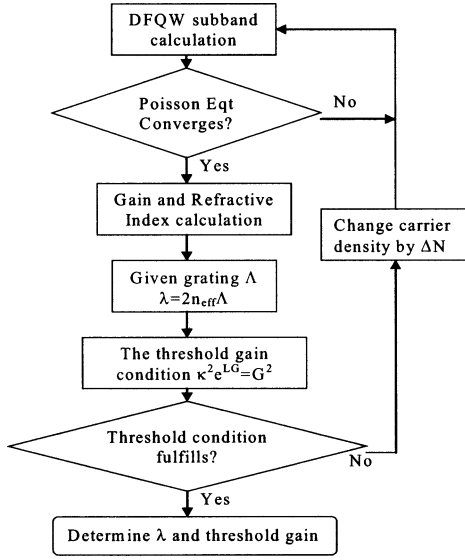 DFQW subband
calculation
Poisson Eqt
Converges?
No
Yes
Gain and Refractive
Index calculation
Change carrier
density by ΔN
Given grating Λ
λ=2n_effΛ
The threshold gain
condition κ²e^LG=G²
Threshold condition
fulfills?
No
Yes
Determine λ and threshold gain